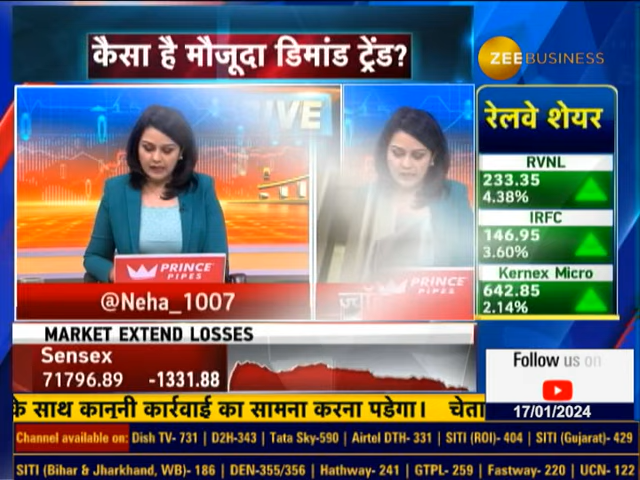 कैसा है मौजूदा डिमांड ट्रेंड?
ZEE BUSINESS
LIVE
रेलवे शेयर
RVNL
233.35
4.38%
IRFC
146.95
3.60%
Kernex Micro
642.85
2.14%
PRINCE
PIPES
PRINCE
PIPES
@Neha_1007
MARKET EXTEND LOSSES
Sensex
71796.89 -1331.88
Follow us on
17/01/2024
के साथ कानूनी कार्रवाई का सामना करना पडेगा। चेता
Channel available on: Dish TV- 731 | D2H-343 | Tata Sky-590 | Airtel DTH- 331 | SITI (ROI)- 404 | SITI (Gujarat)- 429
SITI (Bihar & Jharkhand, WB)- 186 | DEN-355/356 | Hathway- 241 | GTPL- 259 | Fastway- 220 | UCN- 122